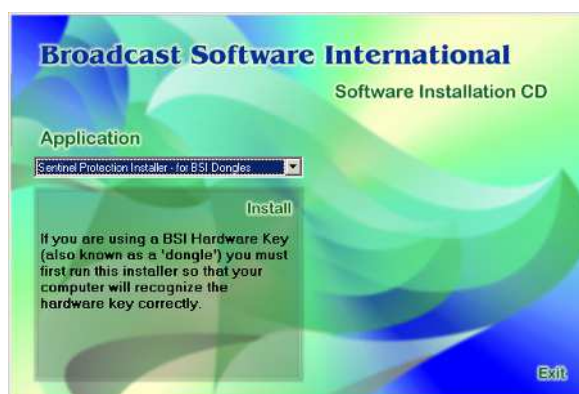 Broadcast Software International
Software Installation CD
Application
Sentinel Protection Installer - for BSI Dongles
Install
If you are using a BSI Hardware Key
(also known as a 'dongle') you must
first run this installer so that your
computer will recognize the
hardware key correctly.
Exit